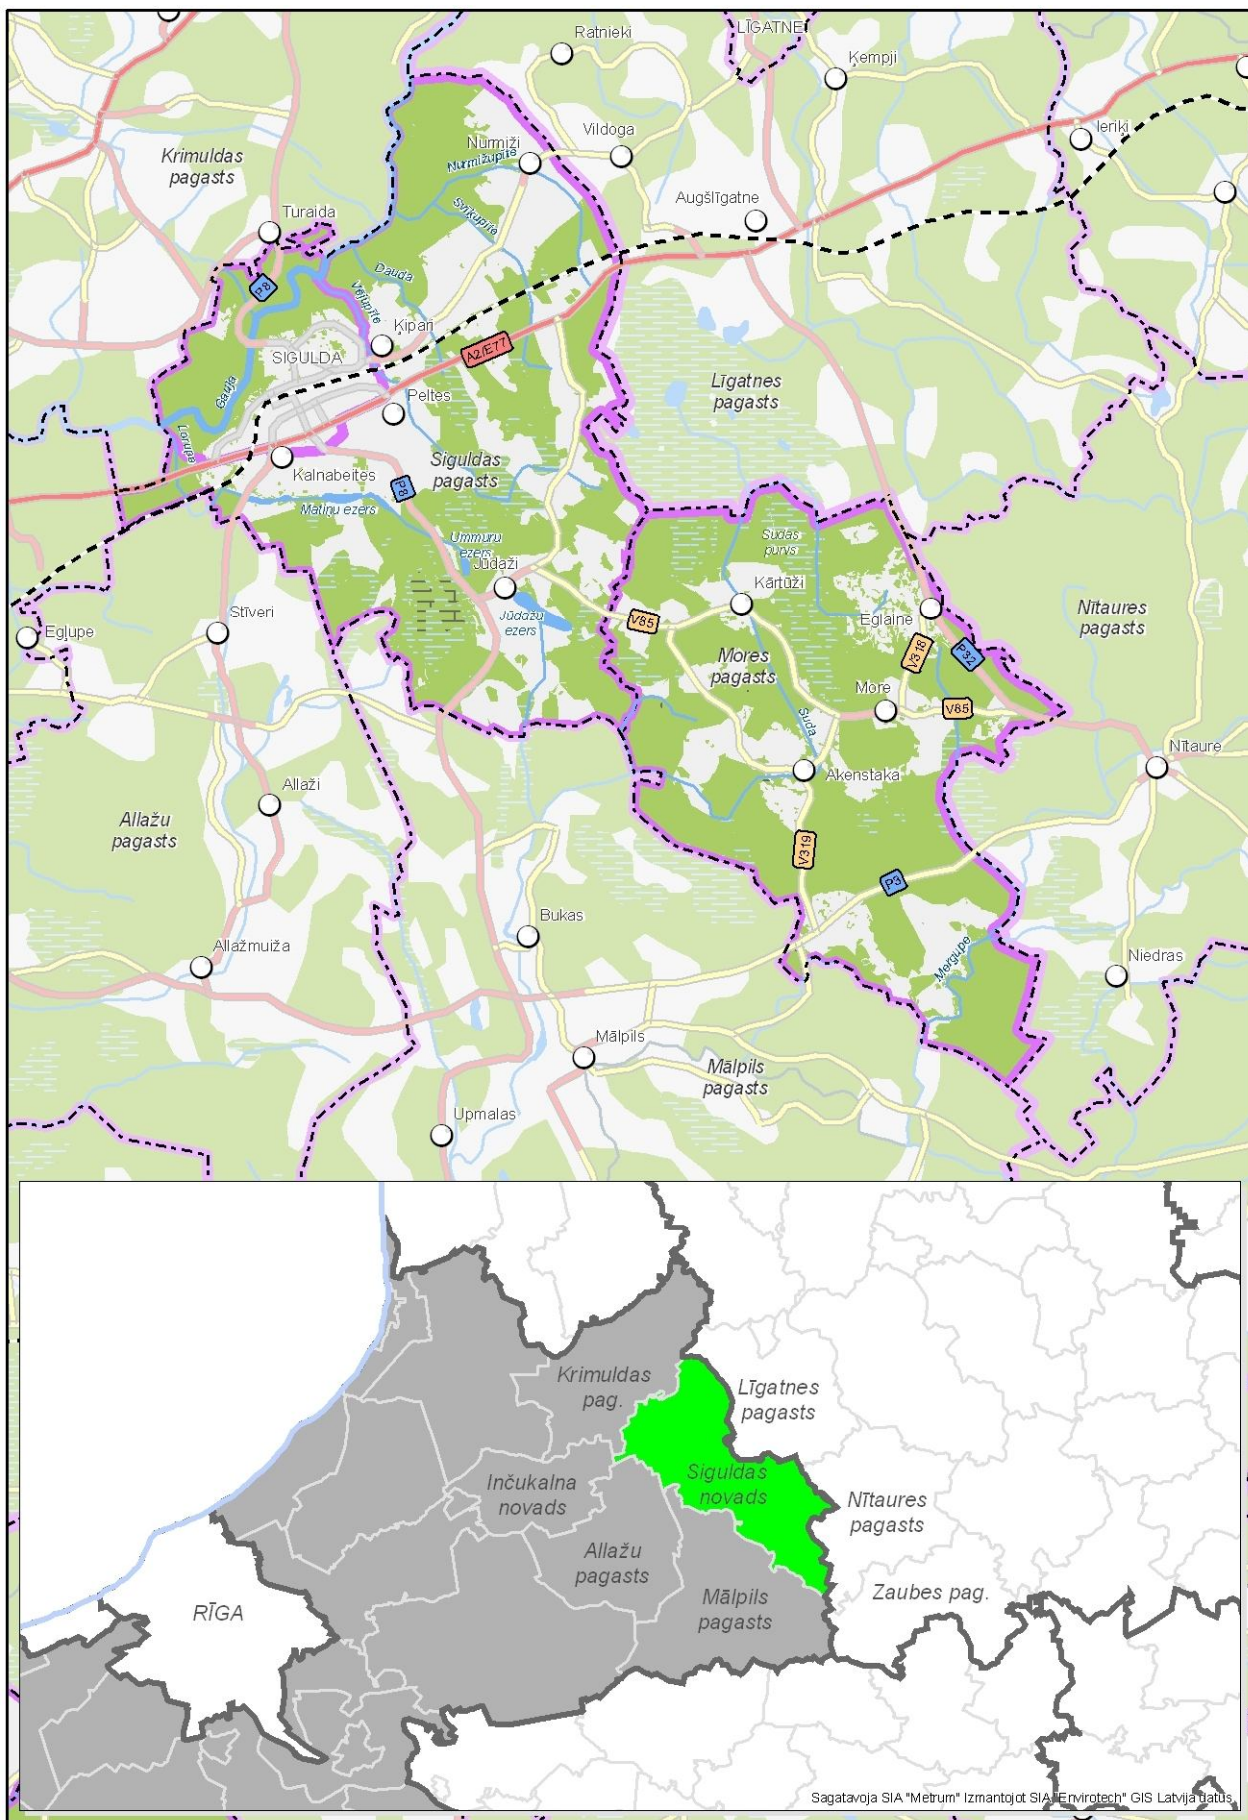 Ratnieki
LĪGATNE
Ķempji
Ieriķi
Vildoga
Nurmiži
Krimuldas
pagasts
Nurmižupīte
Svīkupīte
Turaida
Augšlīgatne
P8
Dauda
Vējupīte
Ķipari
SIGULDA
A2/E77
Līgatnes
pagasts
Gauja
Peltes
Lorupe
Kalnabeites
Siguldas
pagasts
P8
Matiņu ezers
Ummuru
ezers
Jūdaži
Sudas
purvs
Kārtūži
Stīveri
Jūdažu
ezers
V85
Eglaine
Nītaures
pagasts
Egļupe
Mores
pagasts
V318
P32
More
V85
Suda
Nītaure
Akenstaka
Allaži
Allažu
pagasts
V319
P3
Bukas
Allažmuiža
Mergupe
Niedras
Mālpils
Mālpils
pagasts
Upmalas
Krimuldas
pag.
Līgatnes
pagasts
Siguldas
novads
Inčukalna
novads
Nītaures
pagasts
Allažu
pagasts
Mālpils
pagasts
Zaubes pag.
RĪGA
Sagatavoja SIA "Metrum" Izmantojot SIA "Envirotech" GIS Latvija datus